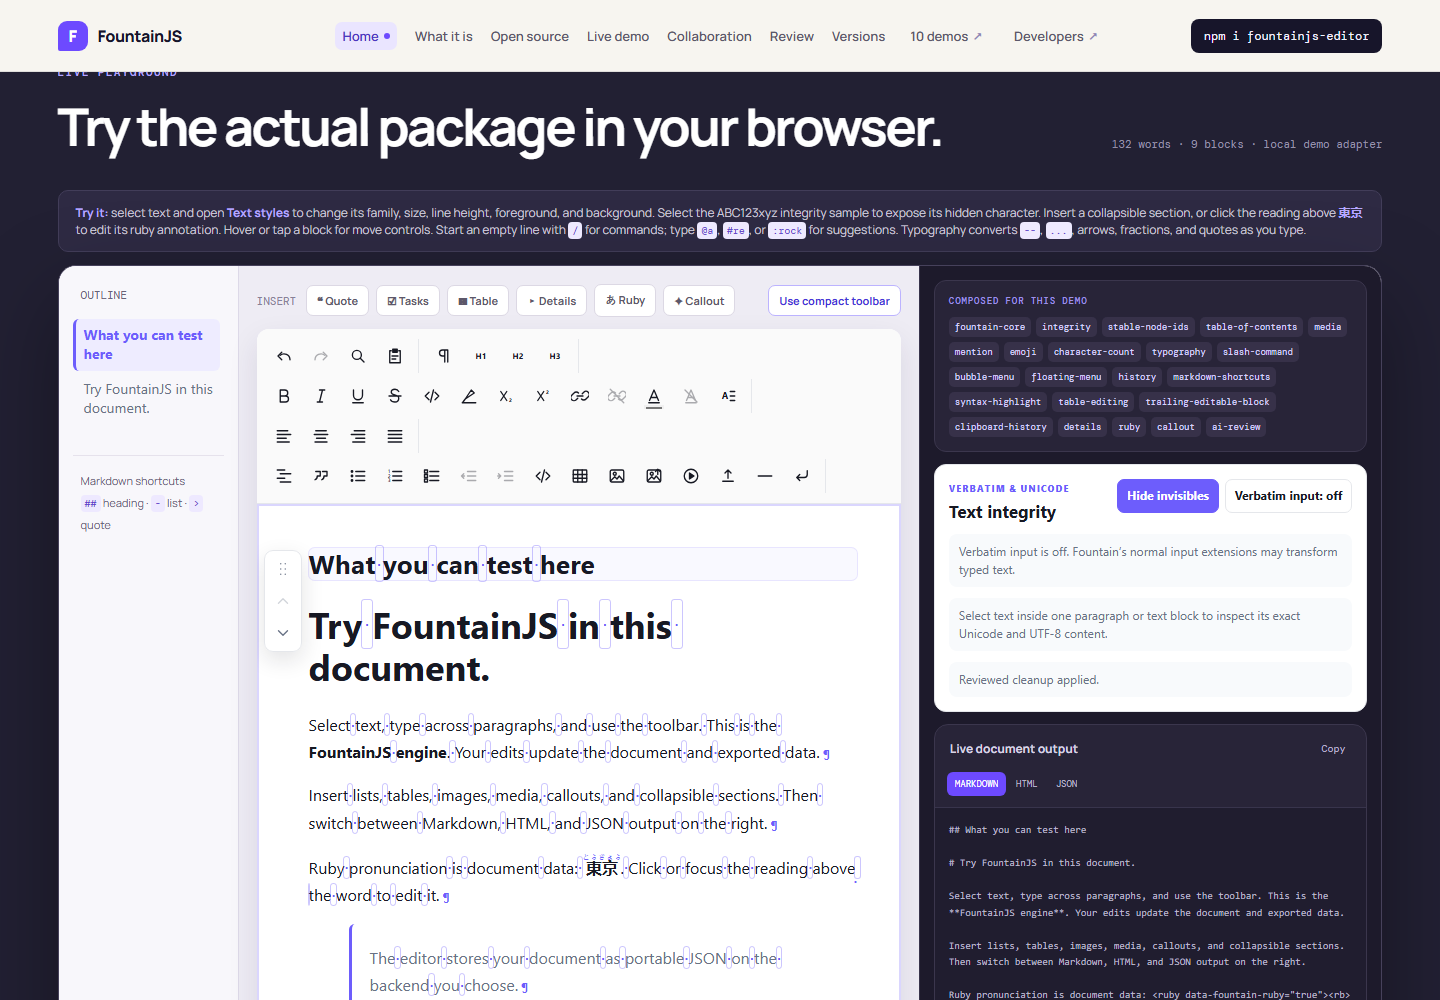 F FountainJS
Home What it is Open source Live demo Collaboration Review Versions 10 demos ↗ Developers ↗
npm i fountainjs-editor
LIVE PLAYGROUND
Try the actual package in your browser.
132 words · 9 blocks · local demo adapter
Try it: select text and open Text styles to change its family, size, line height, foreground, and background. Select the ABC123xyz integrity sample to expose its hidden character. Insert a collapsible section, or click the reading above 東京
to edit its ruby annotation. Hover or tap a block for move controls. Start an empty line with / for commands; type @a, #re, or :rock for suggestions. Typography converts --, ..., arrows, fractions, and quotes as you type.
OUTLINE
What you can test
here
Try FountainJS in this
document.
Markdown shortcuts
## heading · - list · >
quote
INSERT ❝ Quote ☑ Tasks Table ▸ Details あ Ruby ✦ Callout Use compact toolbar
¶ H1 H2 H3
B I U S X₂ X² A A A
What·you·can·test·here
Try·FountainJS·in·this·
document.
Select·text,·type·across·paragraphs,·and·use·the·toolbar.·This·is·the·
FountainJS·engine.·Your·edits·update·the·document·and·exported·data.¶
Insert·lists,·tables,·images,·media,·callouts,·and·collapsible·sections.·Then·
switch·between·Markdown,·HTML,·and·JSON·output·on·the·right.¶
Ruby·pronunciation·is·document·data:·東京.·Click·or·focus·the·reading·above·
the·word·to·edit·it.¶
The·editor·stores·your·document·as·portable·JSON·on·the·
backend·you·choose.¶
COMPOSED FOR THIS DEMO
fountain-core integrity stable-node-ids table-of-contents media
mention emoji character-count typography slash-command
bubble-menu floating-menu history markdown-shortcuts
syntax-highlight table-editing trailing-editable-block
clipboard-history details ruby callout ai-review
VERBATIM & UNICODE
Text integrity
Hide invisibles Verbatim input: off
Verbatim input is off. Fountain’s normal input extensions may transform
typed text.
Select text inside one paragraph or text block to inspect its exact
Unicode and UTF-8 content.
Reviewed cleanup applied.
Live document output Copy
MARKDOWN HTML JSON
## What you can test here
# Try FountainJS in this document.
Select text, type across paragraphs, and use the toolbar. This is the
**FountainJS engine**. Your edits update the document and exported data.
Insert lists, tables, images, media, callouts, and collapsible sections.
Then switch between Markdown, HTML, and JSON output on the right.
Ruby pronunciation is document data: <ruby data-fountain-ruby="true"><rb>